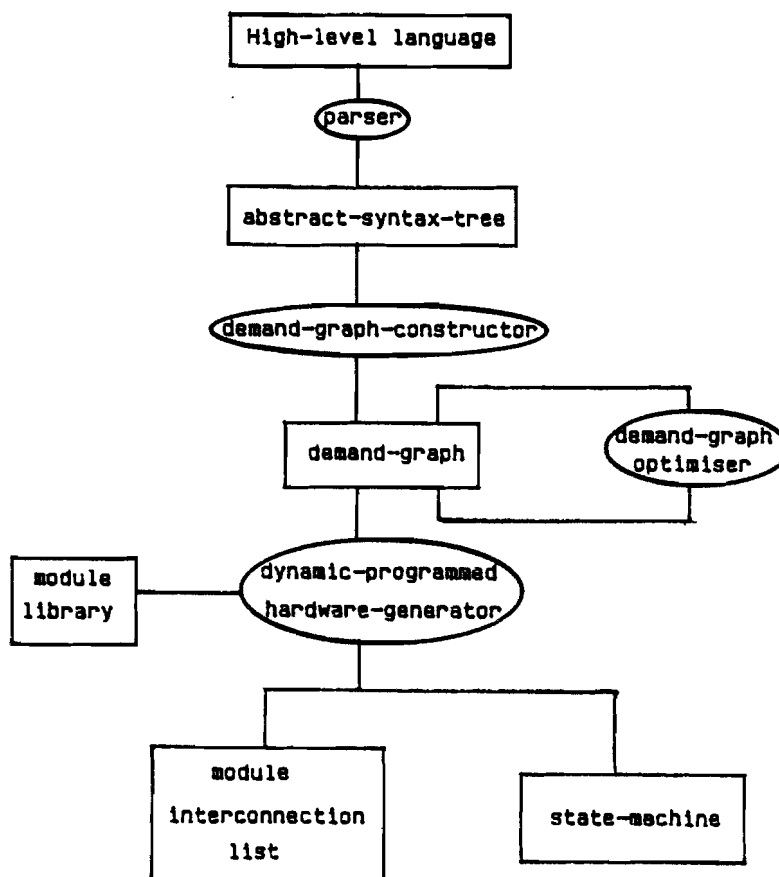 High-level language
parser
abstract-syntax-tree
demand-graph-constructor
demand-graph
demand-graph
optimiser
dynamic-programmed
hardware-generator
module
library
module
interconnection
list
state-machine